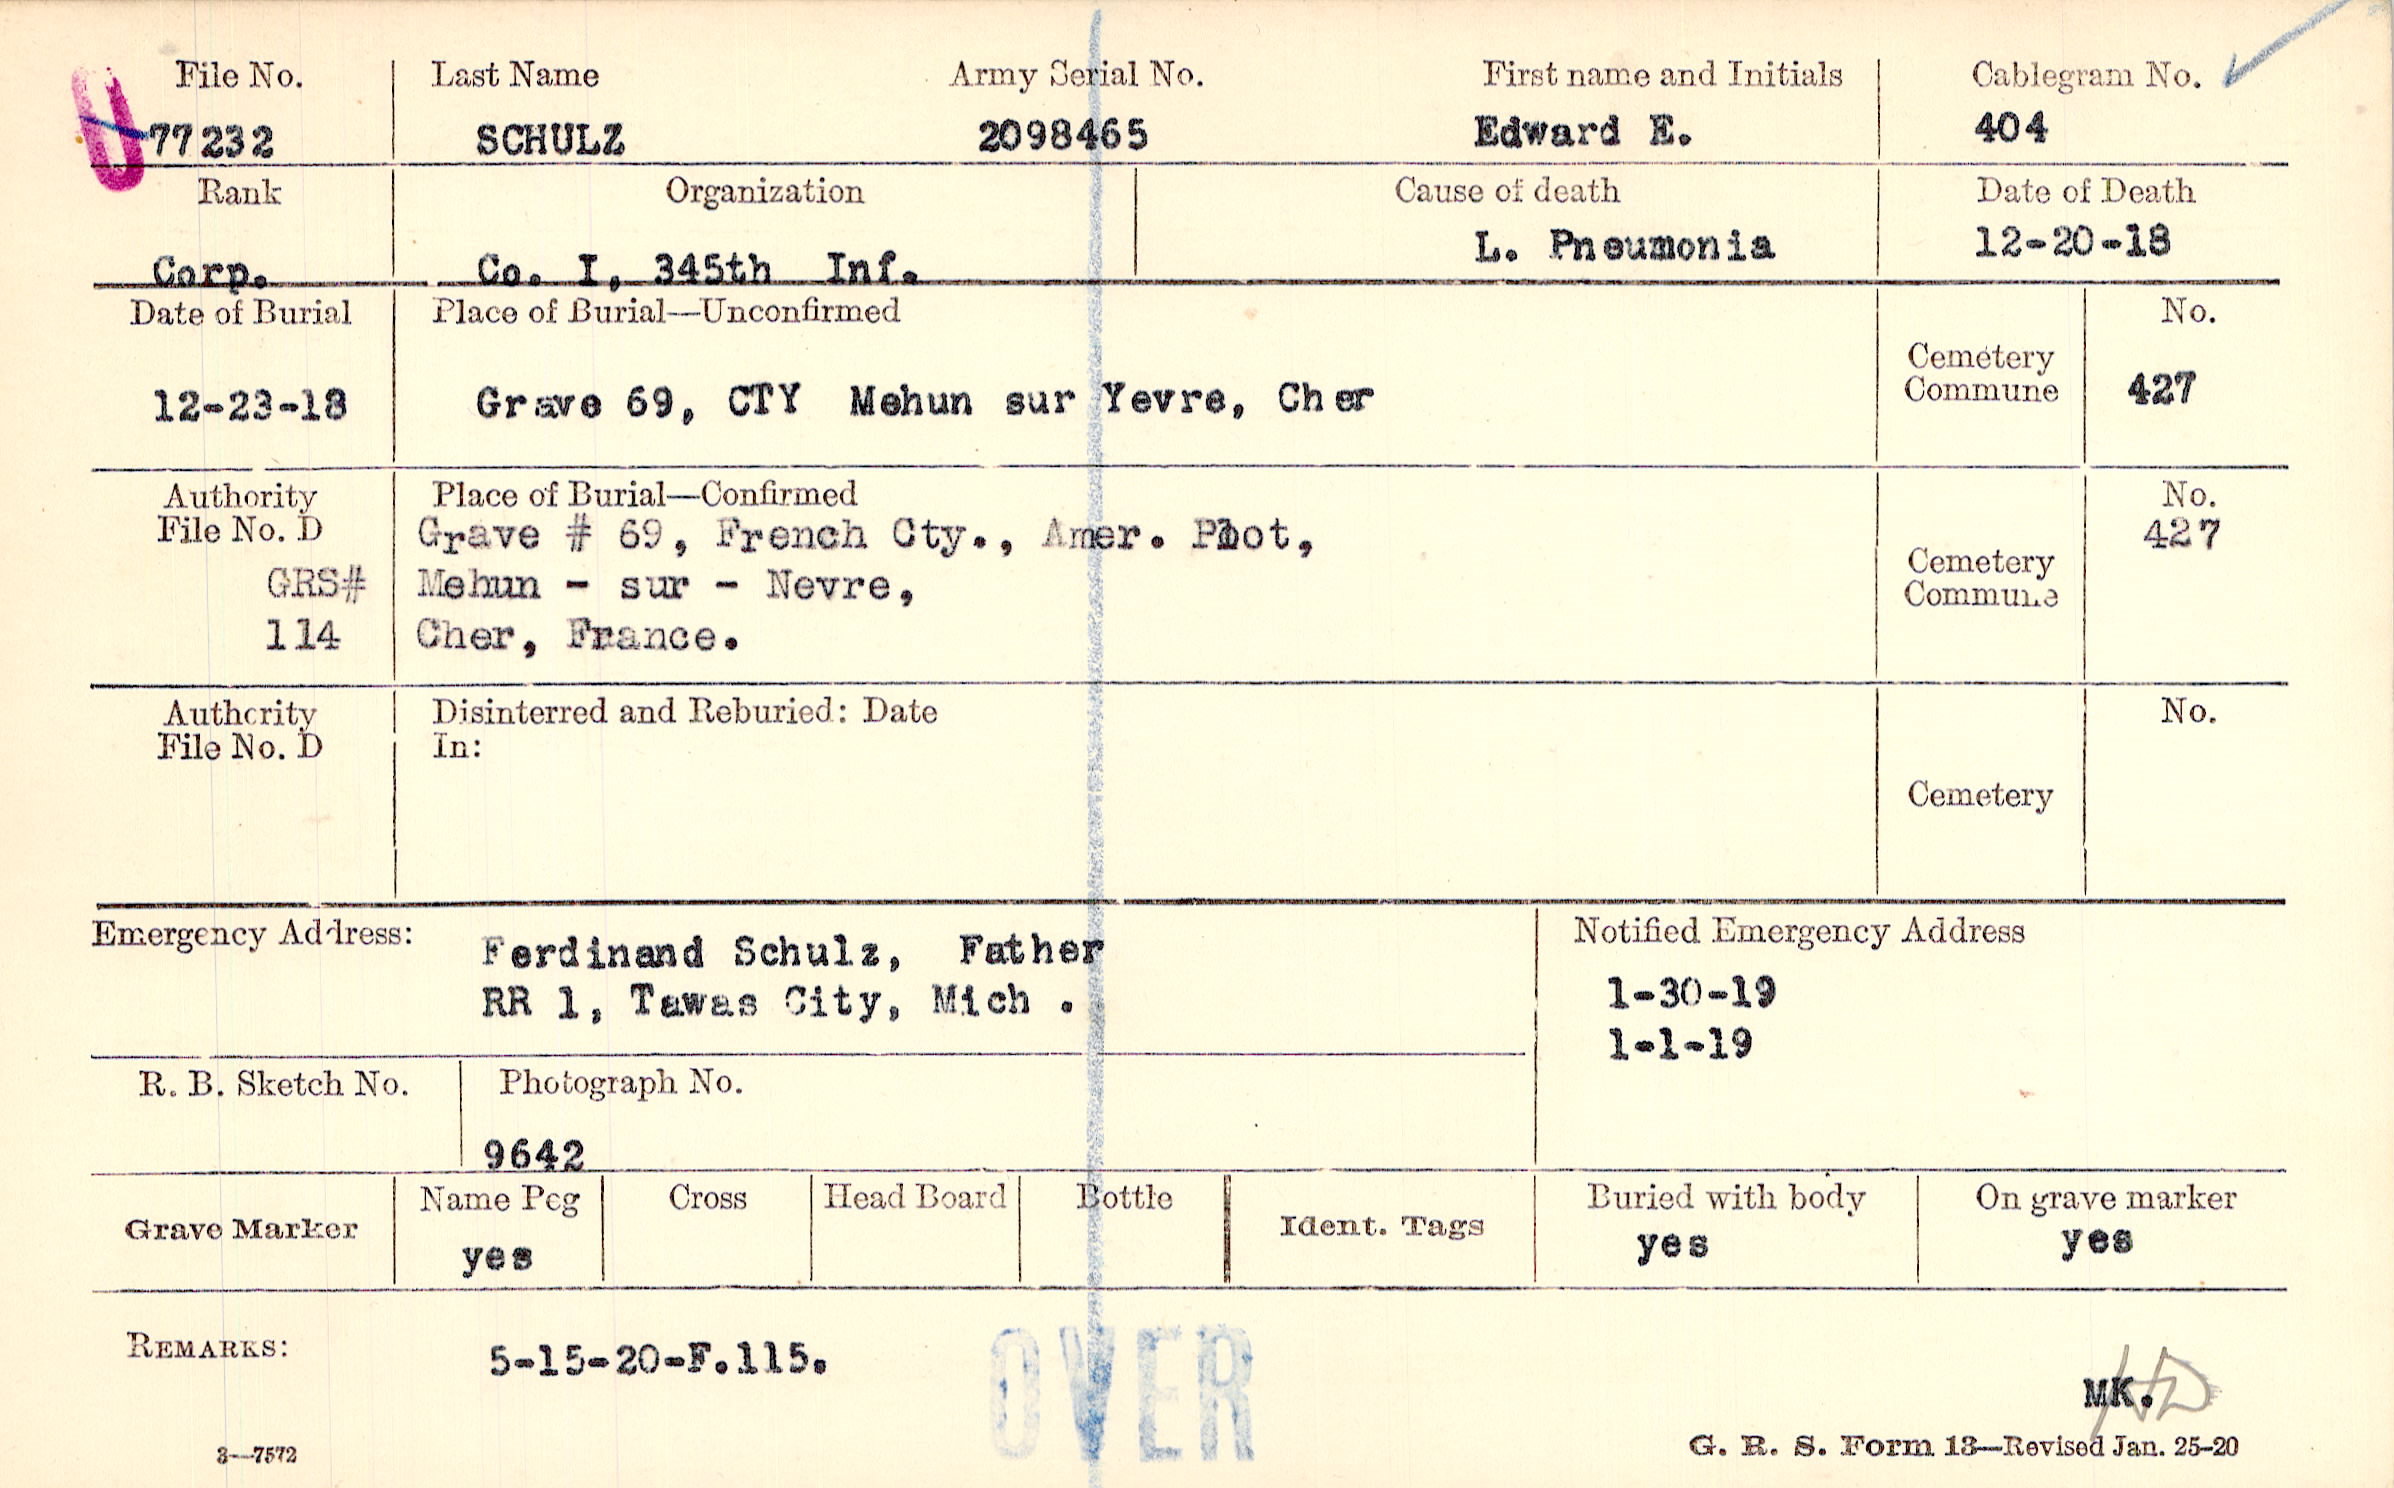 File No. Last Name Army Serial No. First name and Initials Cablegram No.
77232 SCHULZ 2098465 Edward E. 404
Rank Organization Cause of death Date of Death
Corp. Co. I, 345th Inf. L. Pneumonia 12-20-18
Date of Burial Place of Burial—Unconfirmed No.
Cemetery
Commune 427
12-23-18 Grave 69, CTY Mehun sur Yevre, Cher
Authority Place of Burial—Confirmed No.
File No. D Grave # 69, French Cty., Amer. Plot, 427
Cemetery
Commune
GRS# Mehun - sur - Nevre,
114 Cher, France.
Authority Disinterred and Reburied: Date No.
File No. D In:
Cemetery
Emergency Address: Notified Emergency Address
Ferdinand Schulz, Father 1-30-19
RR 1, Tawas City, Mich . 1-1-19
R. B. Sketch No. Photograph No.
9642
Grave Marker Name Peg Cross Head Board Bottle Ident. Tags Buried with body On grave marker
yes yes yes
REMARKS: 5-15-20-F.115.
OVER
MK.
3—7572 G. R. S. Form 13—Revised Jan. 25-20